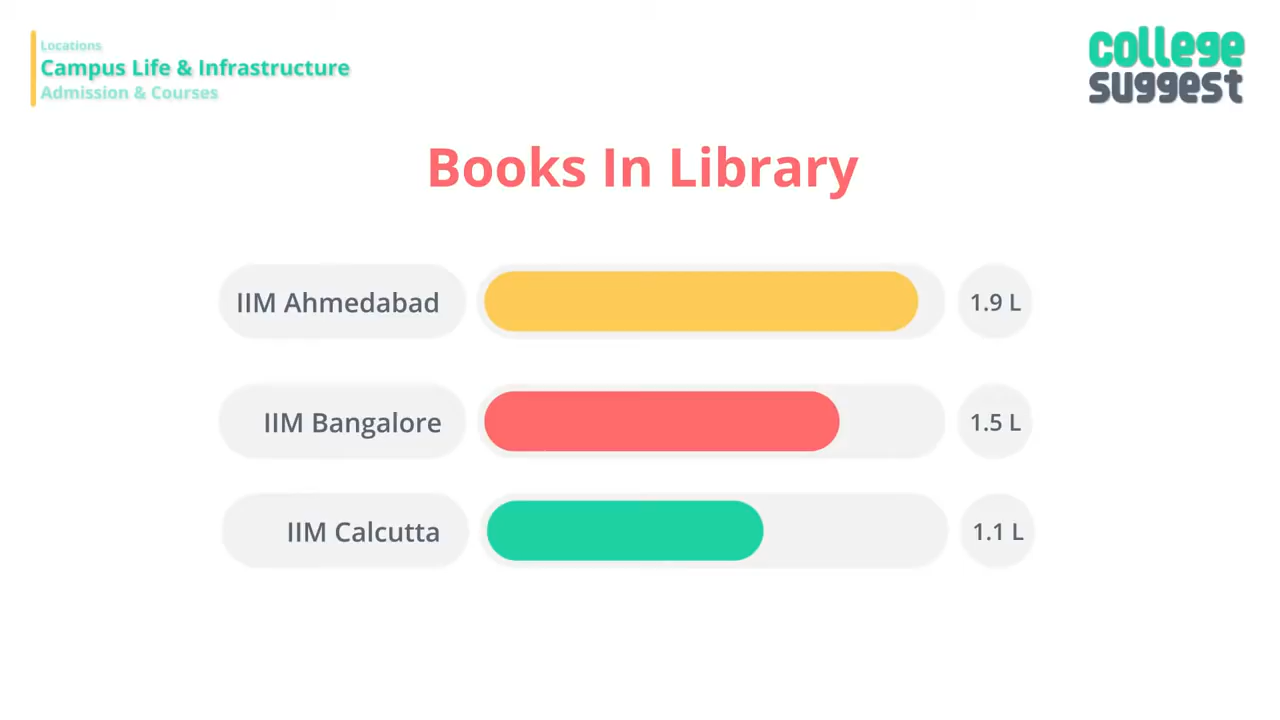 Locations
Campus Life & Infrastructure
Admission & Courses
college
suggest
Books In Library
IIM Ahmedabad 1.9 L
IIM Bangalore 1.5 L
IIM Calcutta 1.1 L